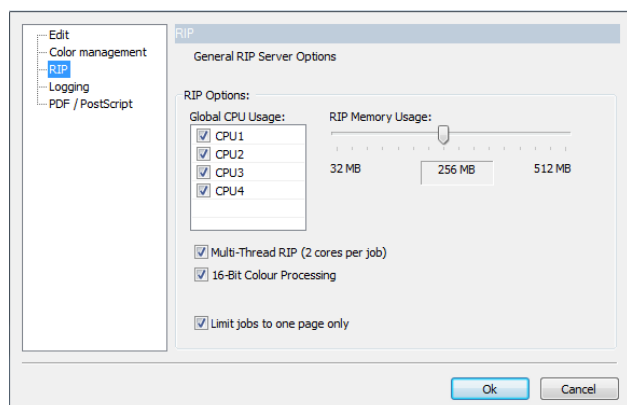 Edit
Color management
RIP
Logging
PDF / PostScript
RIP
General RIP Server Options
RIP Options:
Global CPU Usage:
CPU1
CPU2
CPU3
CPU4
RIP Memory Usage:
32 MB 256 MB 512 MB
Multi-Thread RIP (2 cores per job)
16-Bit Colour Processing
Limit jobs to one page only
Ok Cancel